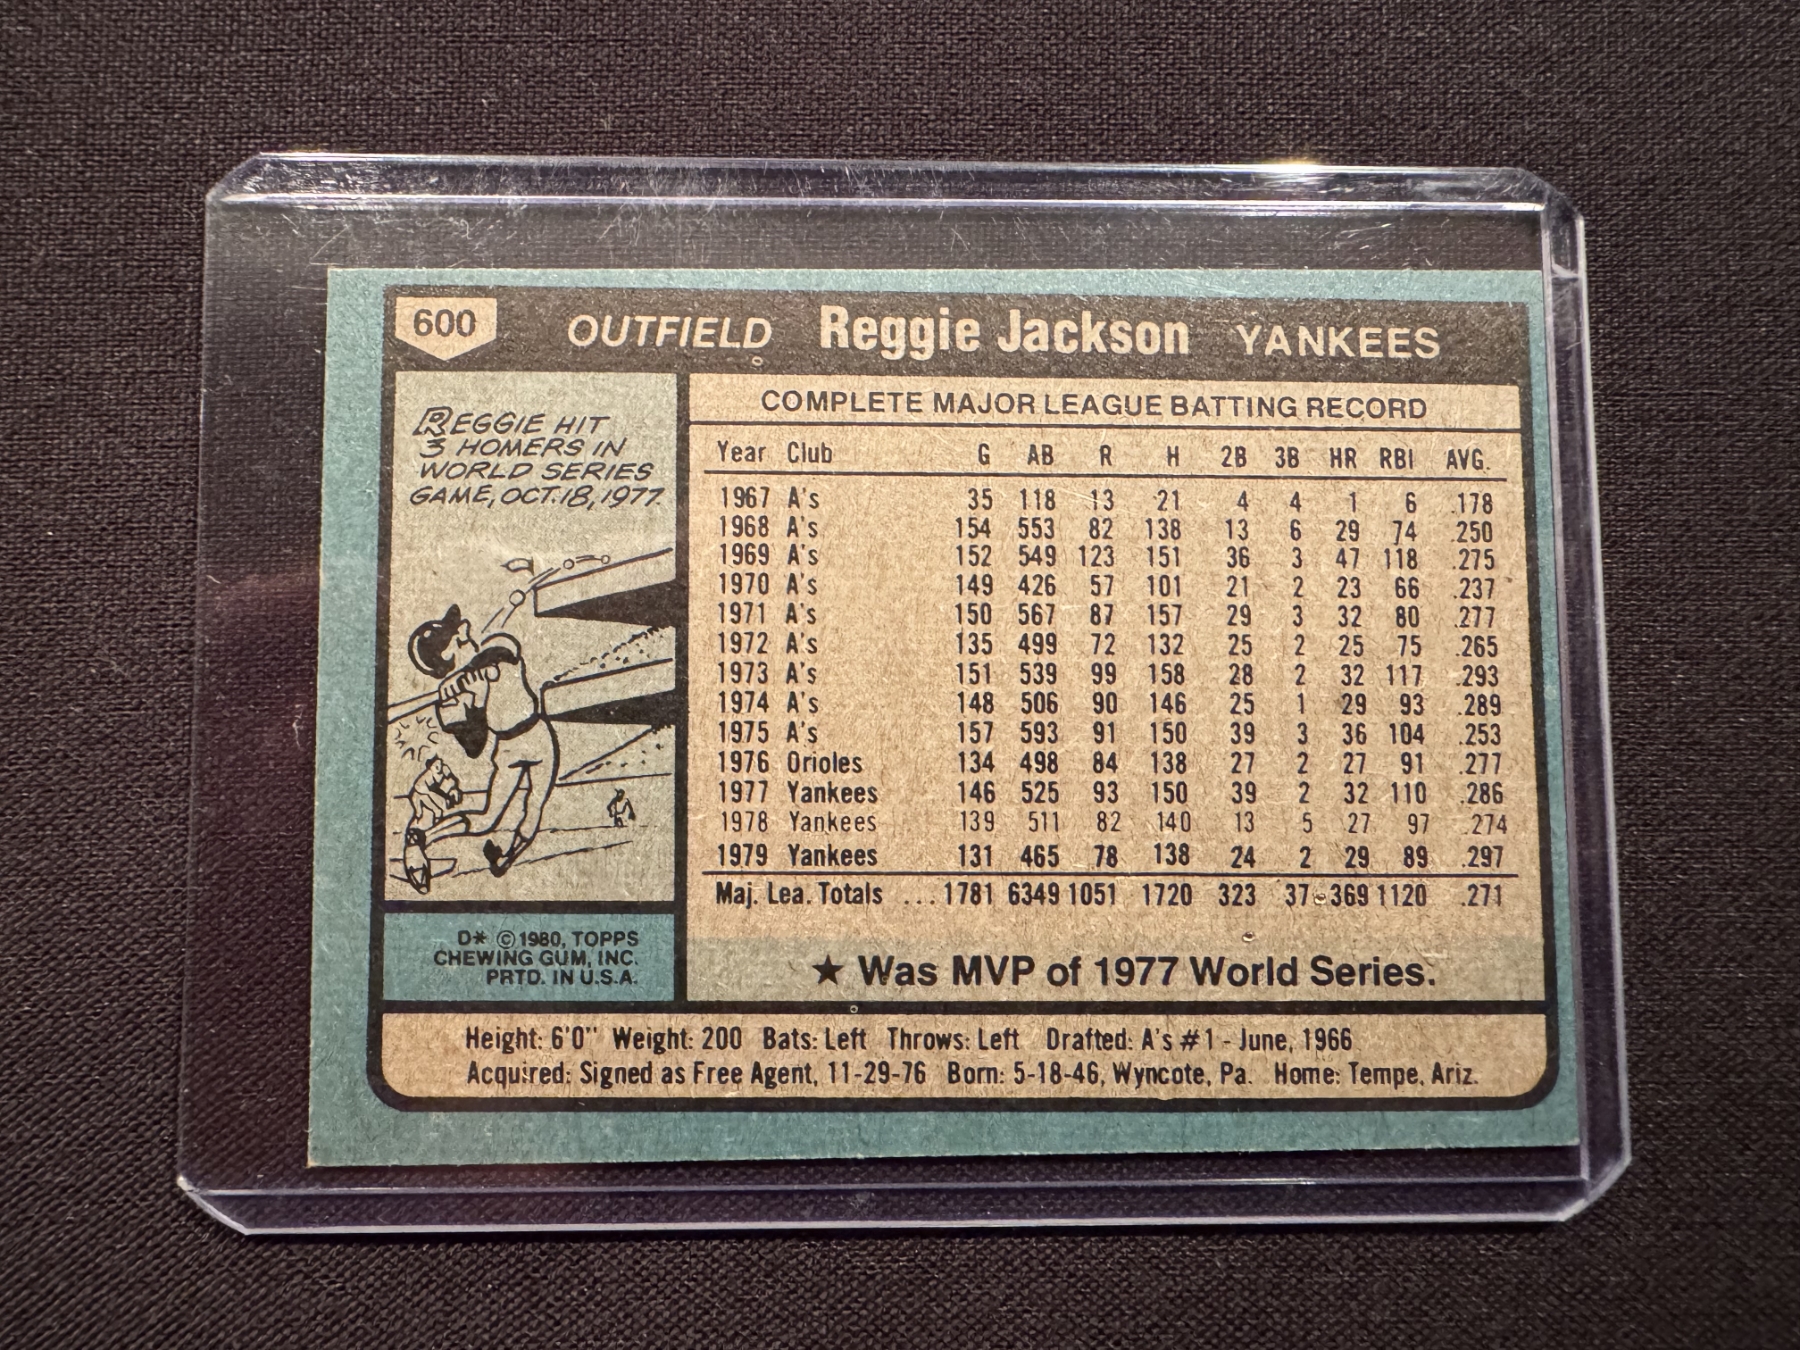 600 OUTFIELD Reggie Jackson YANKEES
REGGIE HIT
3 HOMERS IN
WORLD SERIES
GAME, OCT. 18, 1977.
COMPLETE MAJOR LEAGUE BATTING RECORD
Year Club G AB R H 2B 3B HR RBI AVG.
1967 A's 35 118 13 21 4 4 1 6 .178
1968 A's 154 553 82 138 13 6 29 74 .250
1969 A's 152 549 123 151 36 3 47 118 .275
1970 A's 149 426 57 101 21 2 23 66 .237
1971 A's 150 567 87 157 29 3 32 80 .277
1972 A's 135 499 72 132 25 2 25 75 .265
1973 A's 151 539 99 158 28 2 32 117 .293
1974 A's 148 506 90 146 25 1 29 93 .289
1975 A's 157 593 91 150 39 3 36 104 .253
1976 Orioles 134 498 84 138 27 2 27 91 .277
1977 Yankees 146 525 93 150 39 2 32 110 .286
1978 Yankees 139 511 82 140 13 5 27 97 .274
1979 Yankees 131 465 78 138 24 2 29 89 .297
Maj. Lea. Totals ... 1781 6349 1051 1720 323 37 369 1120 .271
★ Was MVP of 1977 World Series.
D* © 1980, TOPPS
CHEWING GUM, INC.
PRTD. IN U.S.A.
Height: 6'0" Weight: 200 Bats: Left Throws: Left Drafted: A's #1 - June, 1966
Acquired: Signed as Free Agent, 11-29-76 Born: 5-18-46, Wyncote, Pa. Home: Tempe, Ariz.